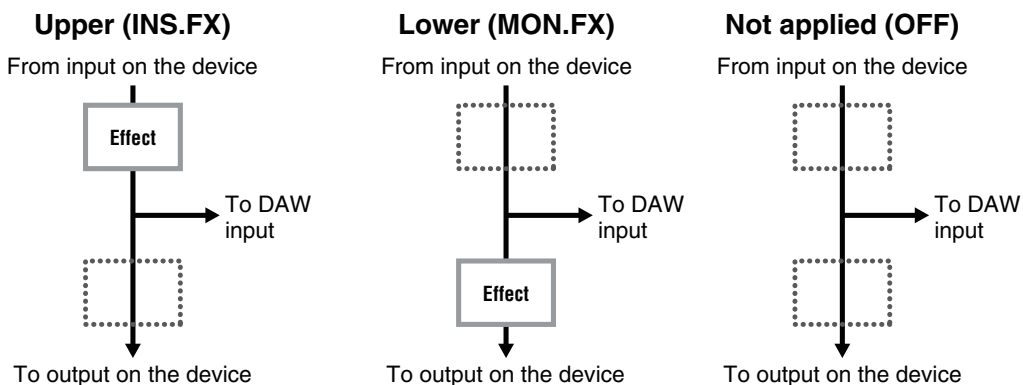 Upper (INS.FX)
From input on the device
Effect
To DAW
input
To output on the device
Lower (MON.FX)
From input on the device
To DAW
input
Effect
To output on the device
Not applied (OFF)
From input on the device
To DAW
input
To output on the device